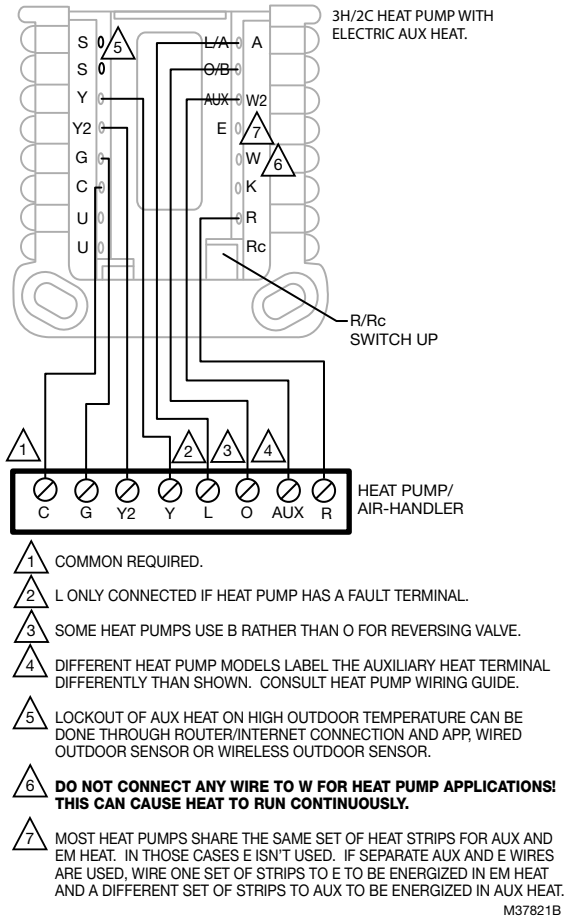 3H/2C HEAT PUMP WITH
ELECTRIC AUX HEAT.
S
5
L/A
A
S
O/B
Y
AUX
W2
Y2
E
7
G
W
6
C
K
U
R
U
Rc
R/Rc
SWITCH UP
1
2
3
4
C
G
Y2
Y
L
O
AUX
R
HEAT PUMP/
AIR-HANDLER
1 COMMON REQUIRED.
2 L ONLY CONNECTED IF HEAT PUMP HAS A FAULT TERMINAL.
3 SOME HEAT PUMPS USE B RATHER THAN O FOR REVERSING VALVE.
4 DIFFERENT HEAT PUMP MODELS LABEL THE AUXILIARY HEAT TERMINAL
DIFFERENTLY THAN SHOWN. CONSULT HEAT PUMP WIRING GUIDE.
5 LOCKOUT OF AUX HEAT ON HIGH OUTDOOR TEMPERATURE CAN BE
DONE THROUGH ROUTER/INTERNET CONNECTION AND APP, WIRED
OUTDOOR SENSOR OR WIRELESS OUTDOOR SENSOR.
6 DO NOT CONNECT ANY WIRE TO W FOR HEAT PUMP APPLICATIONS!
THIS CAN CAUSE HEAT TO RUN CONTINUOUSLY.
7 MOST HEAT PUMPS SHARE THE SAME SET OF HEAT STRIPS FOR AUX AND
EM HEAT. IN THOSE CASES E ISN'T USED. IF SEPARATE AUX AND E WIRES
ARE USED, WIRE ONE SET OF STRIPS TO E TO BE ENERGIZED IN EM HEAT
AND A DIFFERENT SET OF STRIPS TO AUX TO BE ENERGIZED IN AUX HEAT.
M37821B